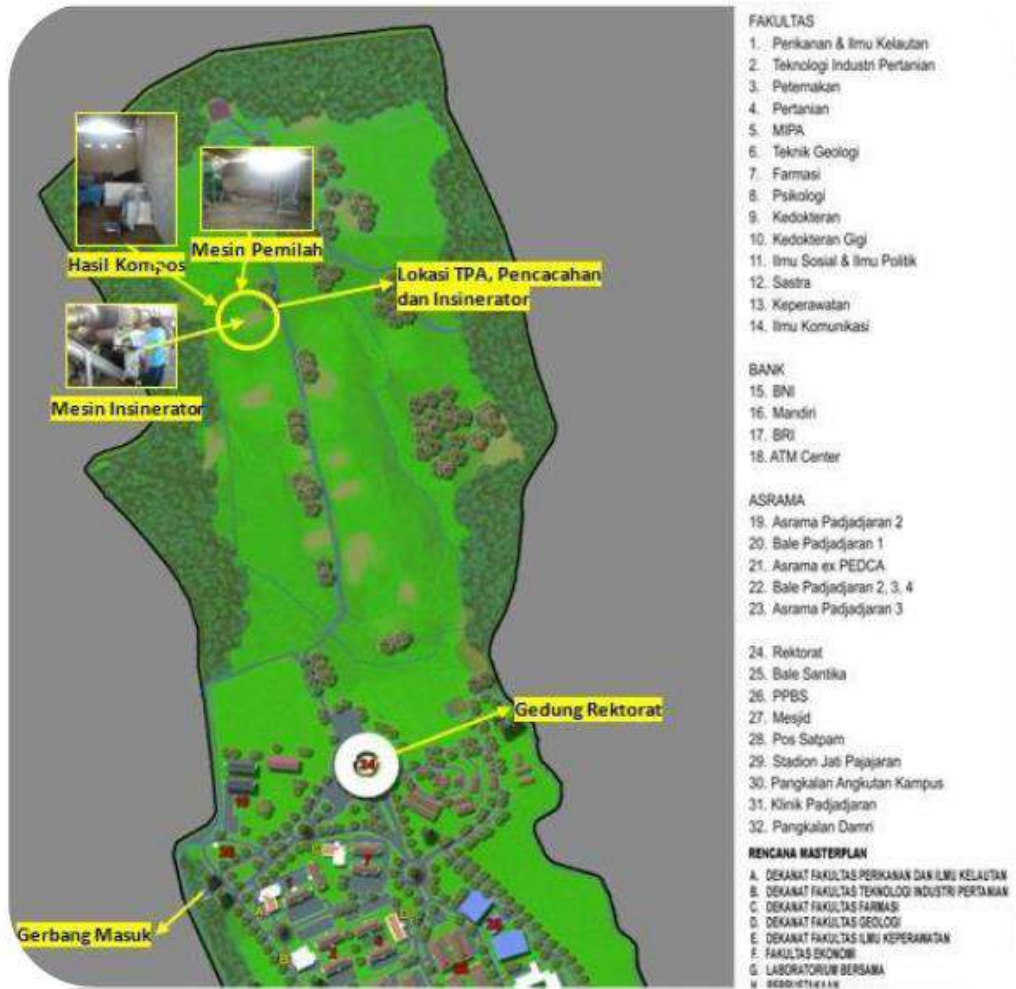 Hasil Kompos
Mesin Pemilah
Lokasi TPA, Pencacahan
dan Insinerator
Mesin Insinerator
Gedung Rektorat
24
7
Gerbang Masuk
FAKULTAS
1. Perikanan & Ilmu Kelautan
2. Teknologi Industri Pertanian
3. Peternakan
4. Pertanian
5. MIPA
6. Teknik Geologi
7. Farmasi
8. Psikologi
9. Kedokteran
10. Kedokteran Gigi
11. Ilmu Sosial & Ilmu Politik
12. Sastra
13. Keperawatan
14. Ilmu Komunikasi
BANK
15. BNI
16. Mandiri
17. BRI
18. ATM Center
ASRAMA
19. Asrama Padjadjaran 2
20. Bale Padjadjaran 1
21. Asrama ex PEDCA
22. Bale Padjadjaran 2, 3, 4
23. Asrama Padjadjaran 3
24. Rektorat
25. Bale Santika
26. PPBS
27. Mesjid
28. Pos Satpam
29. Stadion Jati Pajajaran
30. Pangkalan Angkutan Kampus
31. Klinik Padjadjaran
32. Pangkalan Damri
RENCANA MASTERPLAN
A. DEKANAT FAKULTAS PERIKANAN DAN ILMU KELAUTAN
B. DEKANAT FAKULTAS TEKNOLOGI INDUSTRI PERTANIAN
C. DEKANAT FAKULTAS FARMASI
D. DEKANAT FAKULTAS GEOLOGI
E. DEKANAT FAKULTAS ILMU KEPERAWATAN
F. FAKULTAS EKONOMI
G. LABORATORIUM BERSAMA